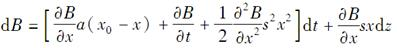 dB = [ ∂B/∂x a(x₀ − x) + ∂B/∂t + 1/2 ∂²B/∂x² s²x² ] dt + ∂B/∂x sxdz